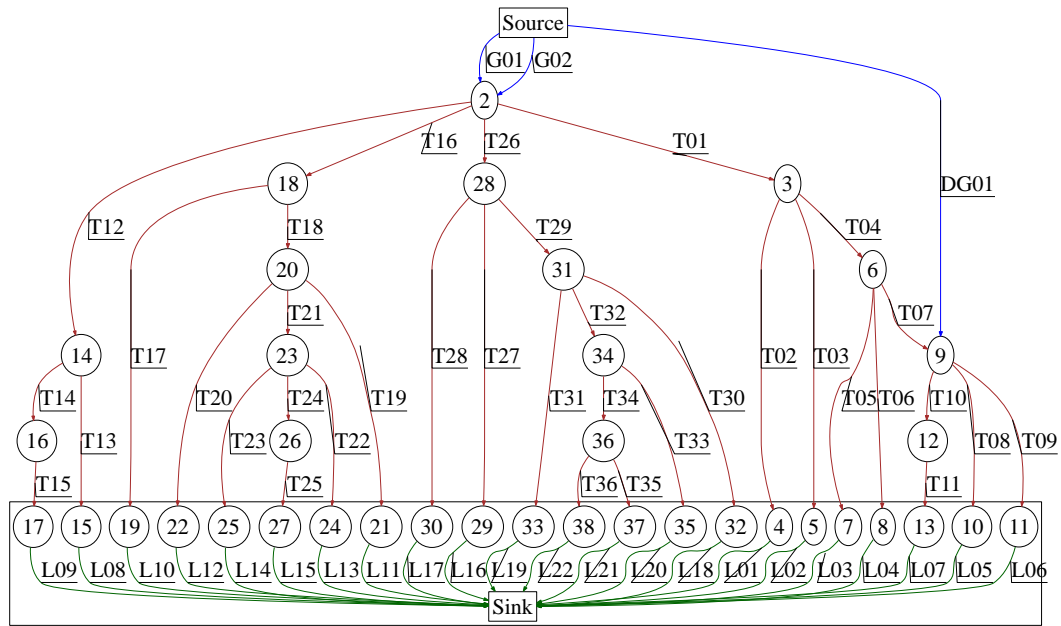 Source
G01 G02
2
T16 T26 T01
18 28 3 DG01
T12 T18 T29 T04
20 31 6
T21 T32 T07
T17 T28 T27 T02 T03
14 23 34 9
T14 T20 T24 T19 T31 T34 T30 T05 T06 T10
T13 T23 T22 T33 T08 T09
16 26 36 12
T15 T25 T36 T35 T11
17 15 19 22 25 27 24 21 30 29 33 38 37 35 32 4 5 7 8 13 10 11
L09 L08 L10 L12 L14 L15 L13 L11 L17 L16 L19 L22 L21 L20 L18 L01 L02 L03 L04 L07 L05 L06
Sink